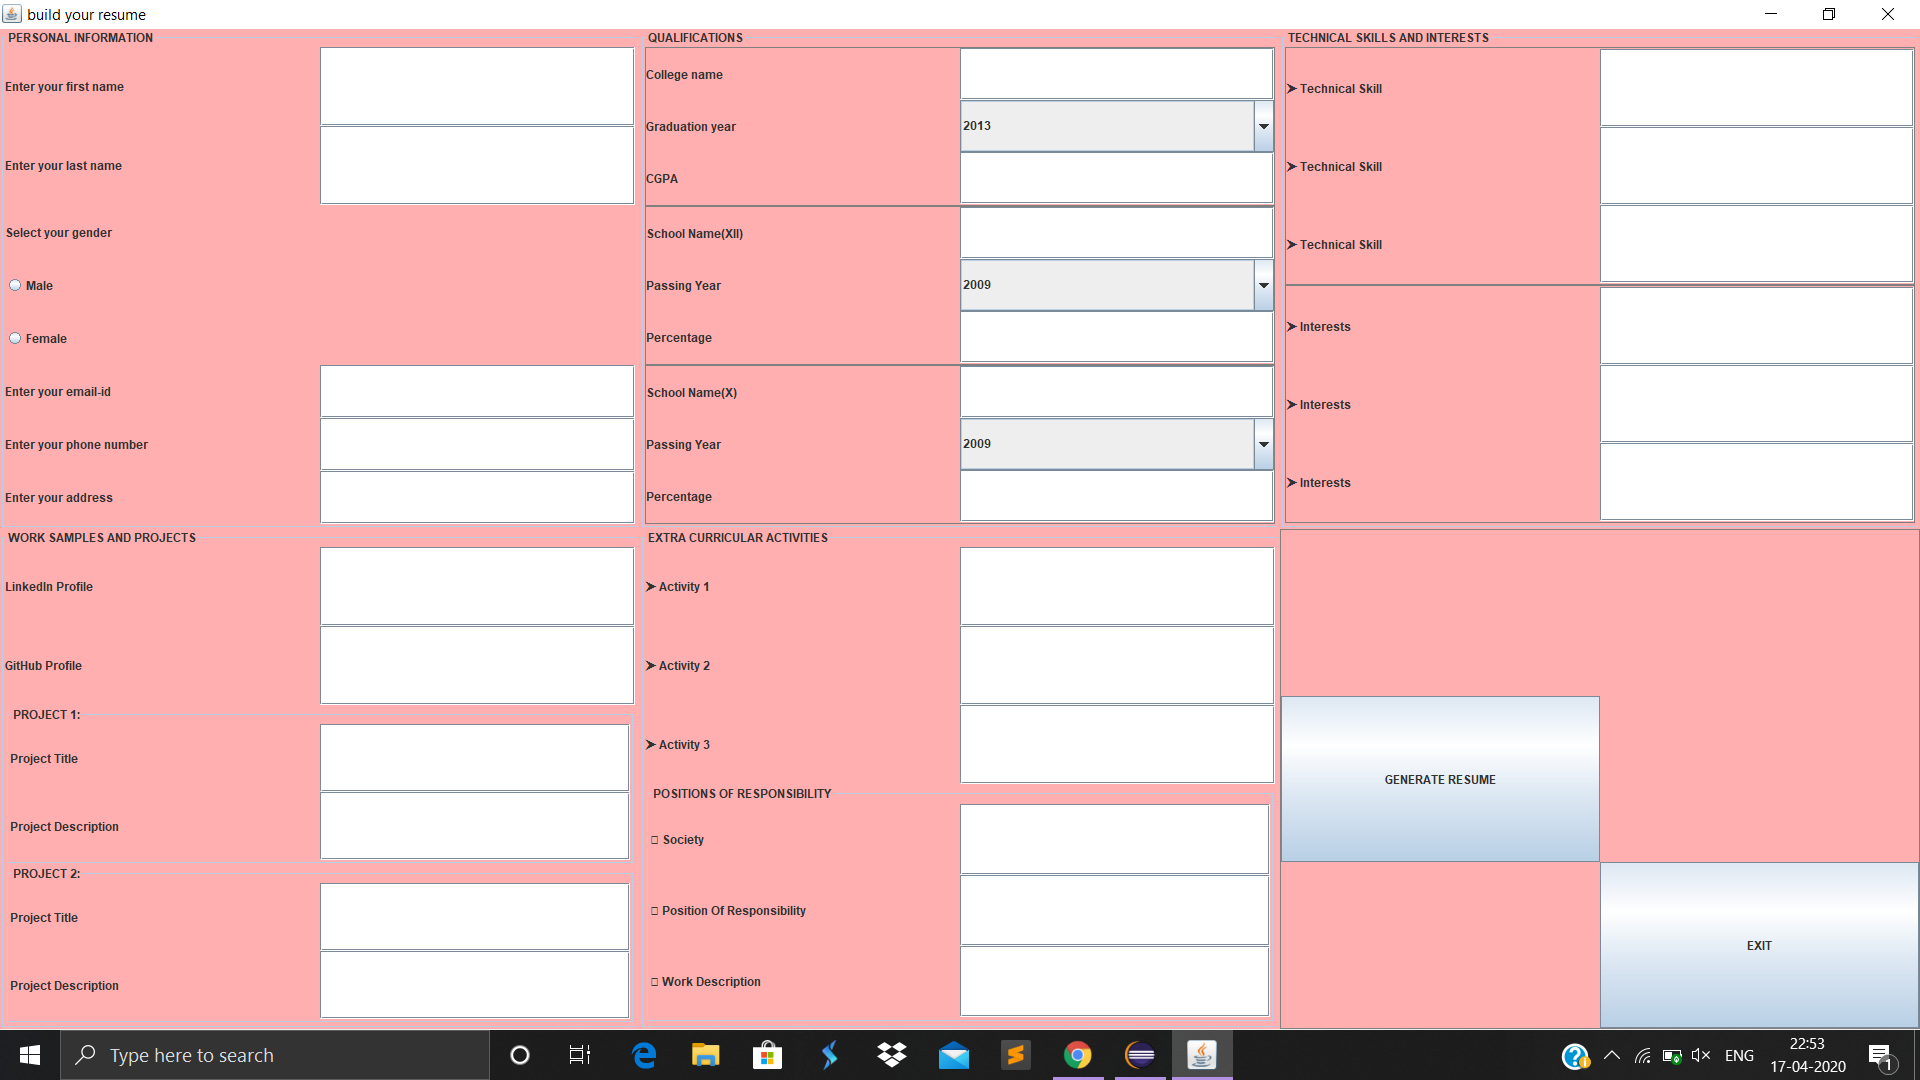 build your resume
PERSONAL INFORMATION
Enter your first name
Enter your last name
Select your gender
Male
Female
Enter your email-id
Enter your phone number
Enter your address
QUALIFICATIONS
College name
Graduation year
2013
CGPA
School Name(XII)
Passing Year
2009
Percentage
School Name(X)
Passing Year
2009
Percentage
TECHNICAL SKILLS AND INTERESTS
➤ Technical Skill
➤ Technical Skill
➤ Technical Skill
➤ Interests
➤ Interests
➤ Interests
WORK SAMPLES AND PROJECTS
LinkedIn Profile
GitHub Profile
PROJECT 1:
Project Title
Project Description
PROJECT 2:
Project Title
Project Description
EXTRA CURRICULAR ACTIVITIES
➤ Activity 1
➤ Activity 2
➤ Activity 3
POSITIONS OF RESPONSIBILITY
▯ Society
▯ Position Of Responsibility
▯ Work Description
GENERATE RESUME
EXIT
Type here to search
ENG
22:53
17-04-2020
1